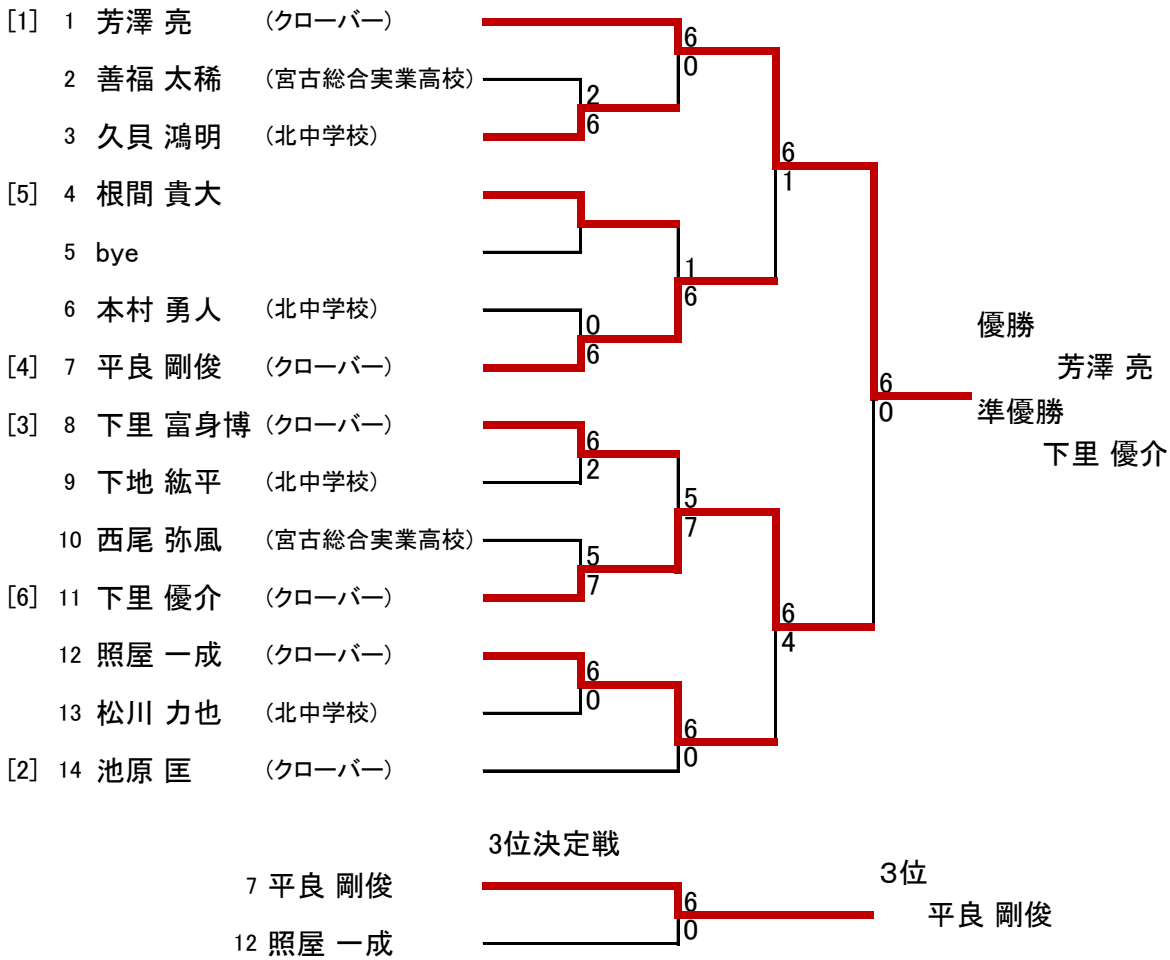 [1] 1 芳澤 亮 (クローバー)
6
0
2 善福 太稀 (宮古総合実業高校)
2
6
3 久貝 鴻明 (北中学校)
6
1
[5] 4 根間 貴大
5 bye
1
6
6 本村 勇人 (北中学校)
0
6
[4] 7 平良 剛俊 (クローバー)
優勝
芳澤 亮
6
0
準優勝
下里 優介
[3] 8 下里 富身博 (クローバー)
6
2
9 下地 紘平 (北中学校)
5
7
10 西尾 弥風 (宮古総合実業高校)
5
7
[6] 11 下里 優介 (クローバー)
6
4
12 照屋 一成 (クローバー)
6
0
13 松川 力也 (北中学校)
6
0
[2] 14 池原 匡 (クローバー)
3位決定戦
7 平良 剛俊
6
0
3位
平良 剛俊
12 照屋 一成